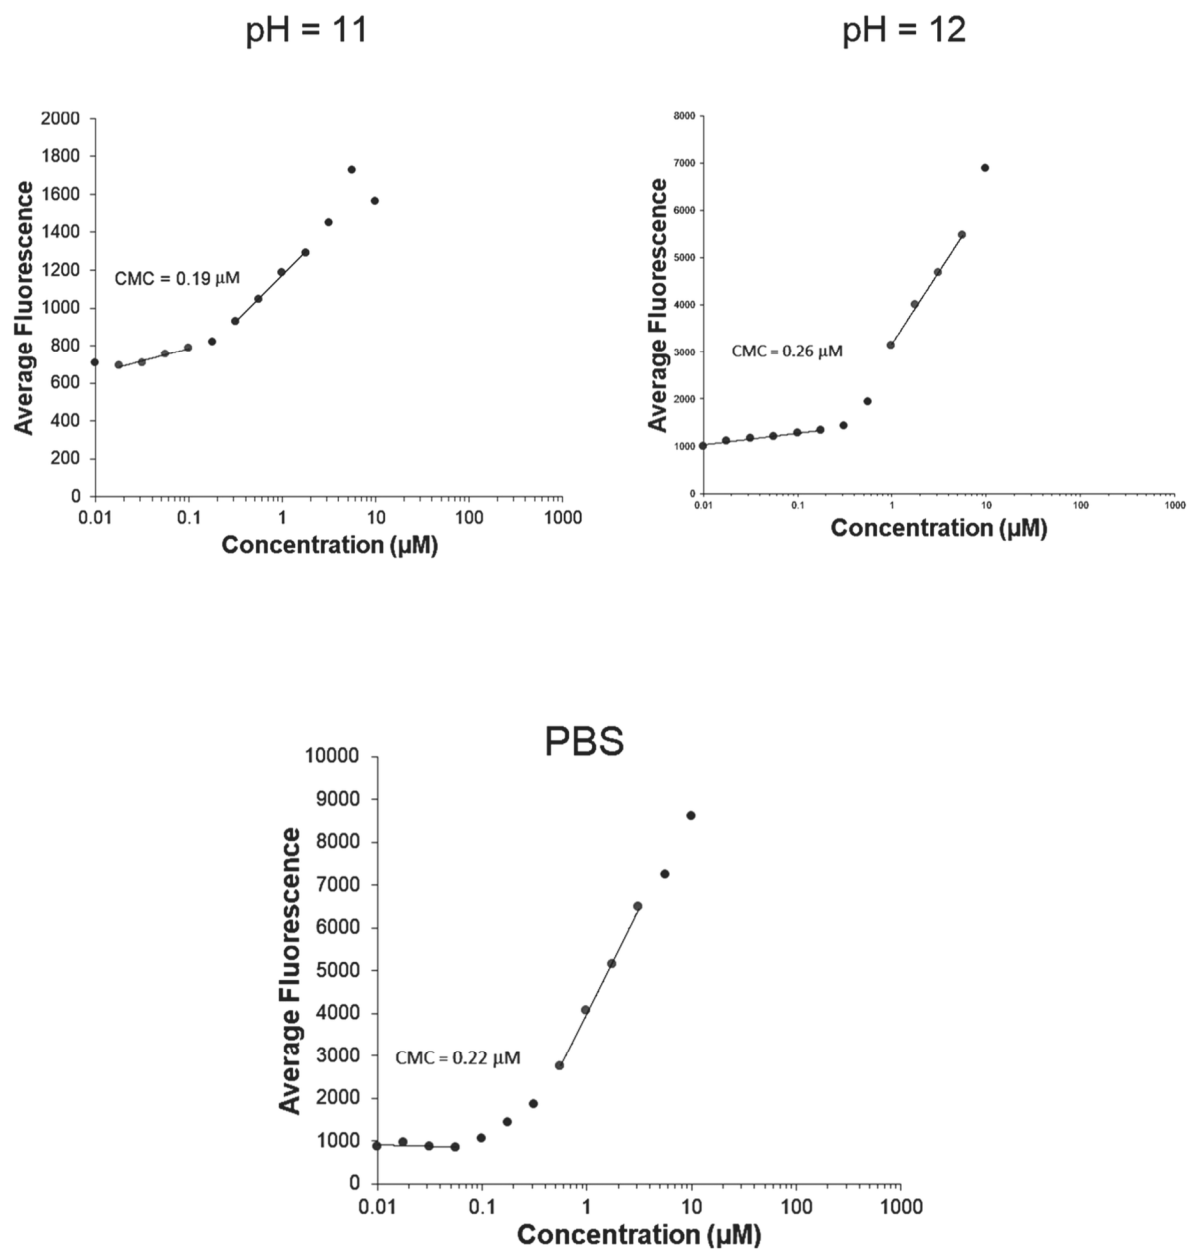 pH = 11
2000
1800
1600
1400
1200
1000
800
600
400
200
0
Average Fluorescence
CMC = 0.19 µM
0.01 0.1 1 10 100 1000
Concentration (µM)
pH = 12
8000
7000
6000
5000
4000
3000
2000
1000
0
Average Fluorescence
CMC = 0.26 µM
0.01 0.1 1 10 100 1000
Concentration (µM)
PBS
10000
9000
8000
7000
6000
5000
4000
3000
2000
1000
0
Average Fluorescence
CMC = 0.22 µM
0.01 0.1 1 10 100 1000
Concentration (µM)